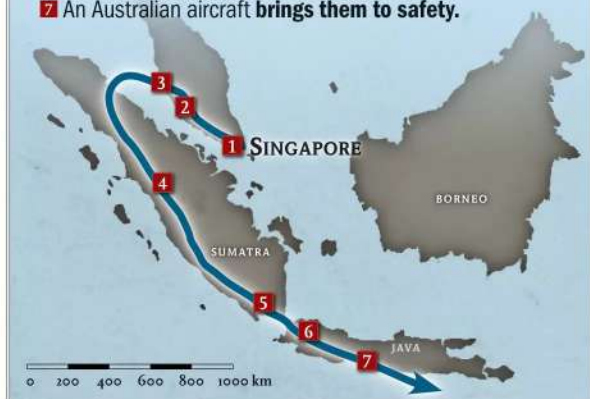 7 An Australian aircraft brings them to safety.
3
2
1 SINGAPORE
4
BORNEO
SUMATRA
5
6
JAVA
7
0 200 400 600 800 1000 km